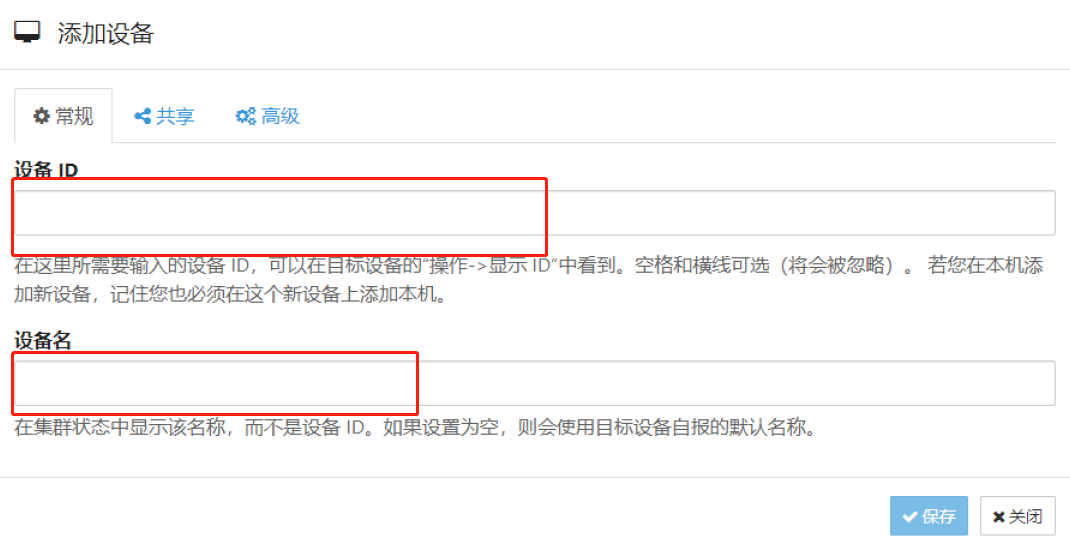 添加设备
常规 共享 高级
设备 ID
在这里所需要输入的设备 ID，可以在目标设备的“操作->显示 ID”中看到。空格和横线可选（将会被忽略）。 若您在本机添
加新设备，记住您也必须在这个新设备上添加本机。
设备名
在集群状态中显示该名称，而不是设备 ID。如果设置为空，则会使用目标设备自报的默认名称。
保存 关闭